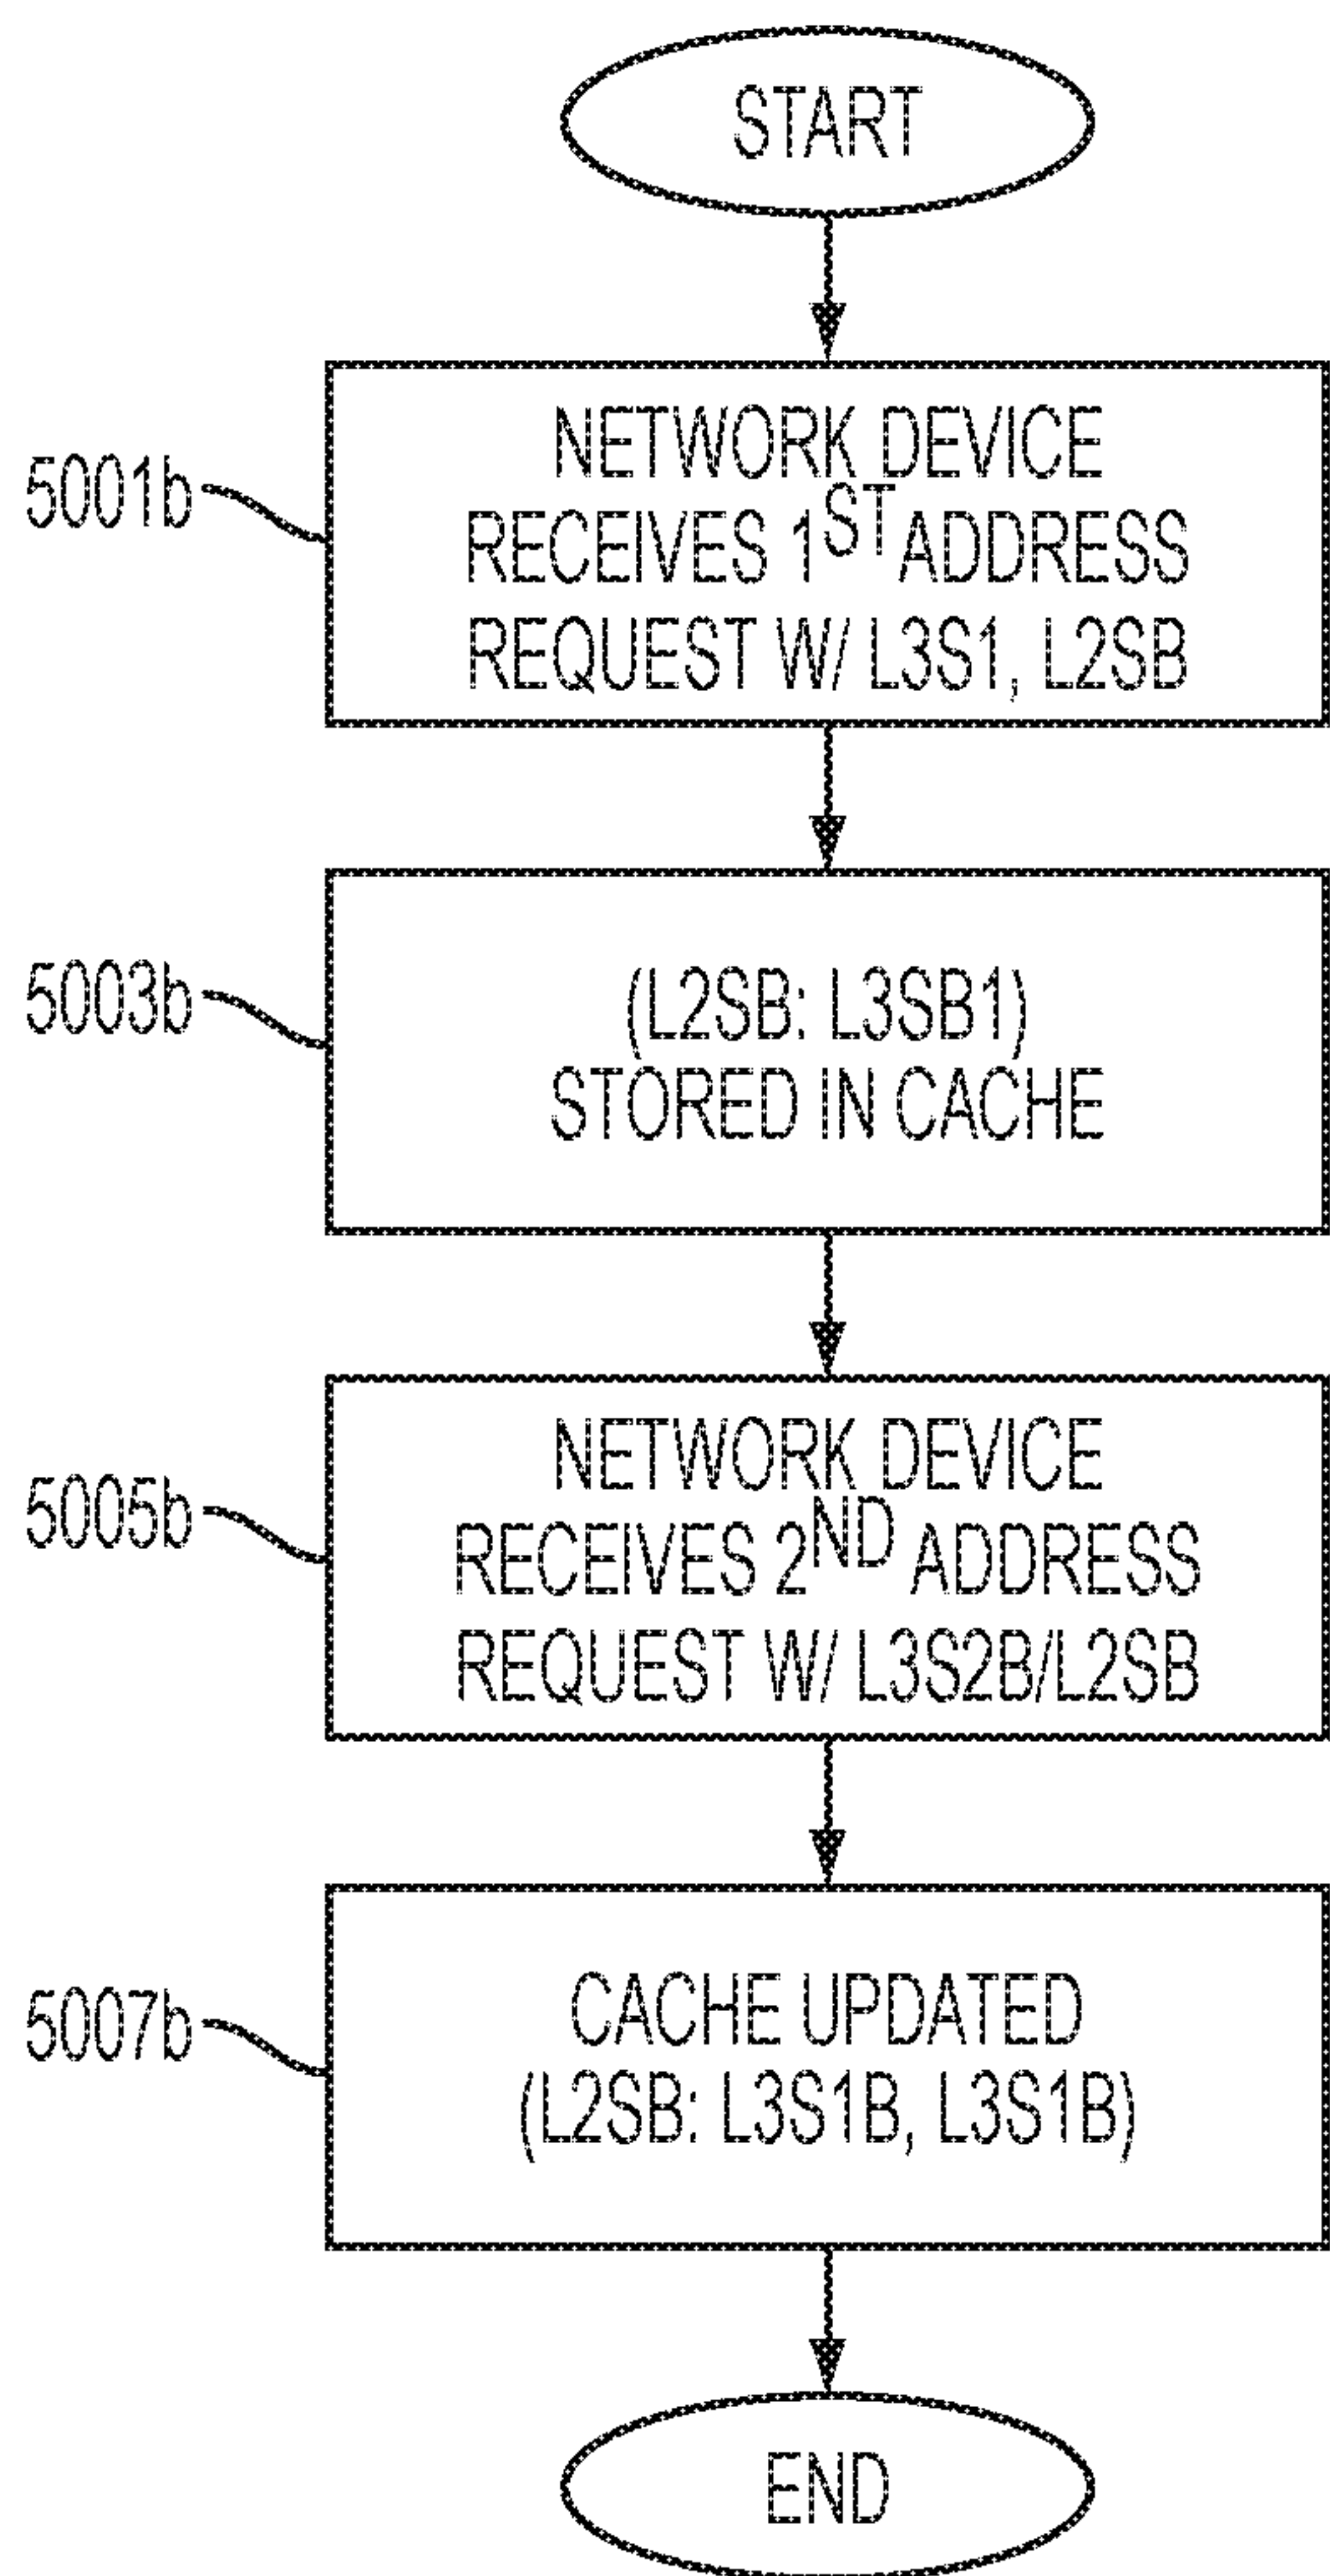 START
5001b
NETWORK DEVICE
RECEIVES 1ST ADDRESS
REQUEST W/ L3S1, L2SB
5003b
(L2SB: L3SB1)
STORED IN CACHE
5005b
NETWORK DEVICE
RECEIVES 2ND ADDRESS
REQUEST W/ L3S2B/L2SB
5007b
CACHE UPDATED
(L2SB: L3S1B, L3S1B)
END